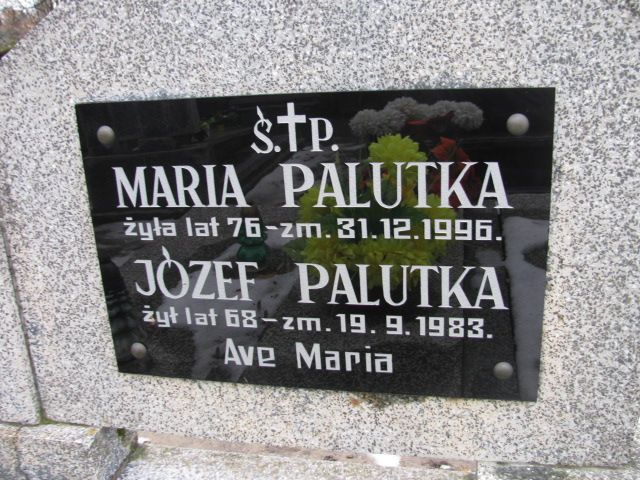 Ś.†P.
MARIA PALUTKA
żyła lat 76-zm. 31.12.1996.
JÓZEF PALUTKA
żył lat 68-zm. 19. 9.1983.
Ave Maria